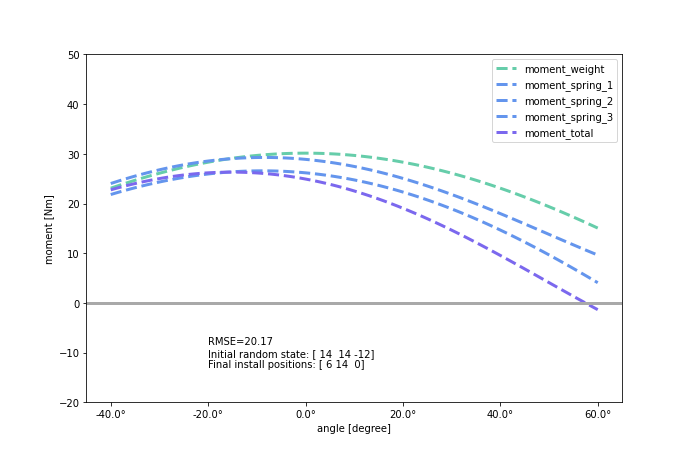 50
40
30
20
10
0
−10
−20
moment [Nm]
moment_weight
moment_spring_1
moment_spring_2
moment_spring_3
moment_total
RMSE=20.17
Initial random state: [ 14  14 -12]
Final install positions: [ 6 14  0]
-40.0° -20.0° 0.0° 20.0° 40.0° 60.0°
angle [degree]